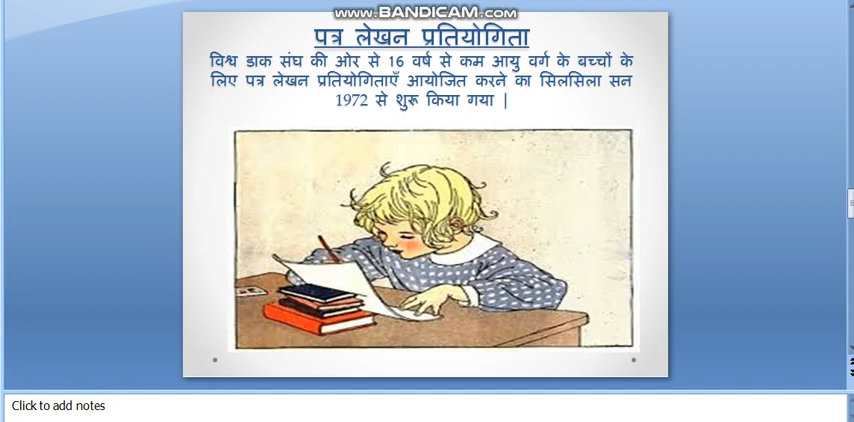 www.BANDICAM.com
पत्र लेखन प्रतियोगिता
विश्व डाक संघ की ओर से 16 वर्ष से कम आयु वर्ग के बच्चों के
लिए पत्र लेखन प्रतियोगिताएँ आयोजित करने का सिलसिला सन
1972 से शुरू किया गया |
Click to add notes